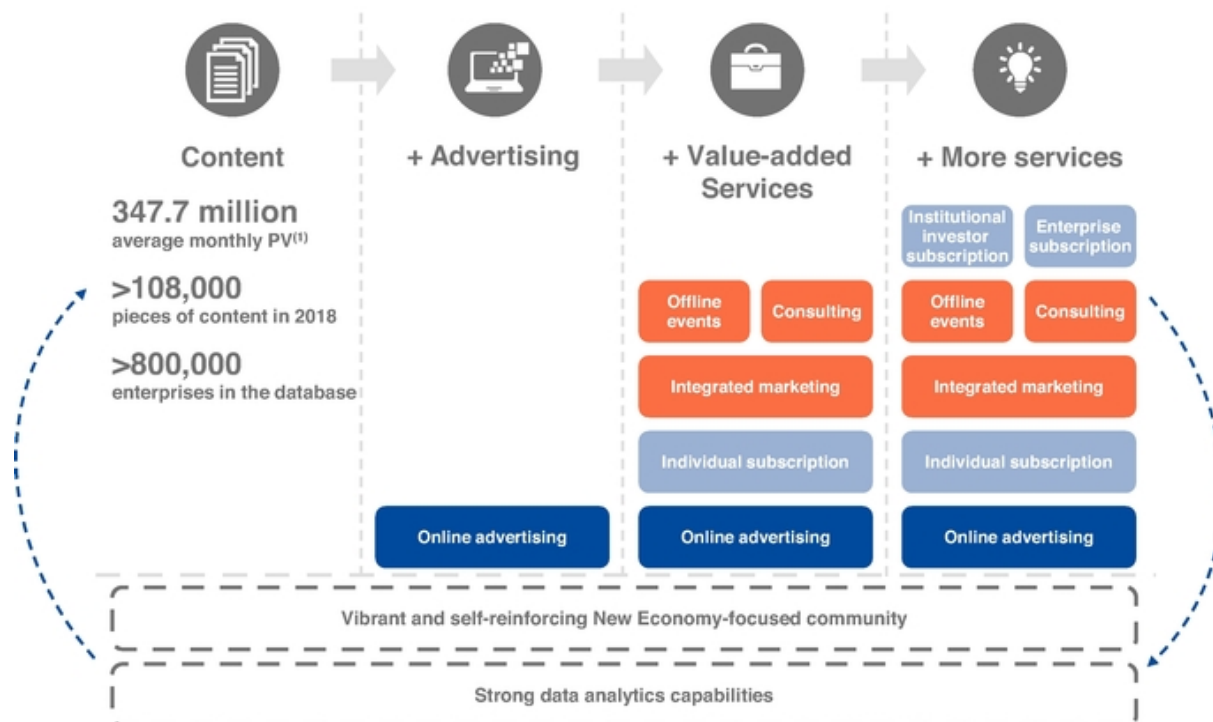 Content
347.7 million
average monthly PV(1)
>108,000
pieces of content in 2018
>800,000
enterprises in the database
+ Advertising
Online advertising
+ Value-added
Services
Offline
events
Consulting
Integrated marketing
Individual subscription
Online advertising
+ More services
Institutional
investor
subscription
Enterprise
subscription
Offline
events
Consulting
Integrated marketing
Individual subscription
Online advertising
Vibrant and self-reinforcing New Economy-focused community
Strong data analytics capabilities